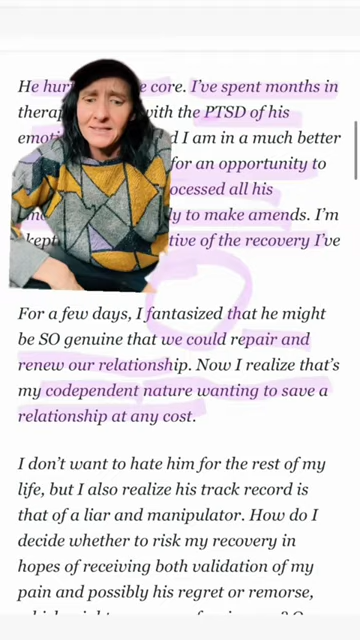 He hur e core. I've spent months in
therap with the PTSD of his
emoti d I am in a much better
for an opportunity to
ocessed all his
ly to make amends. I'm
kept tive of the recovery I've
For a few days, I fantasized that he might
be SO genuine that we could repair and
renew our relationship. Now I realize that's
my codependent nature wanting to save a
relationship at any cost.
I don't want to hate him for the rest of my
life, but I also realize his track record is
that of a liar and manipulator. How do I
decide whether to risk my recovery in
hopes of receiving both validation of my
pain and possibly his regret or remorse,